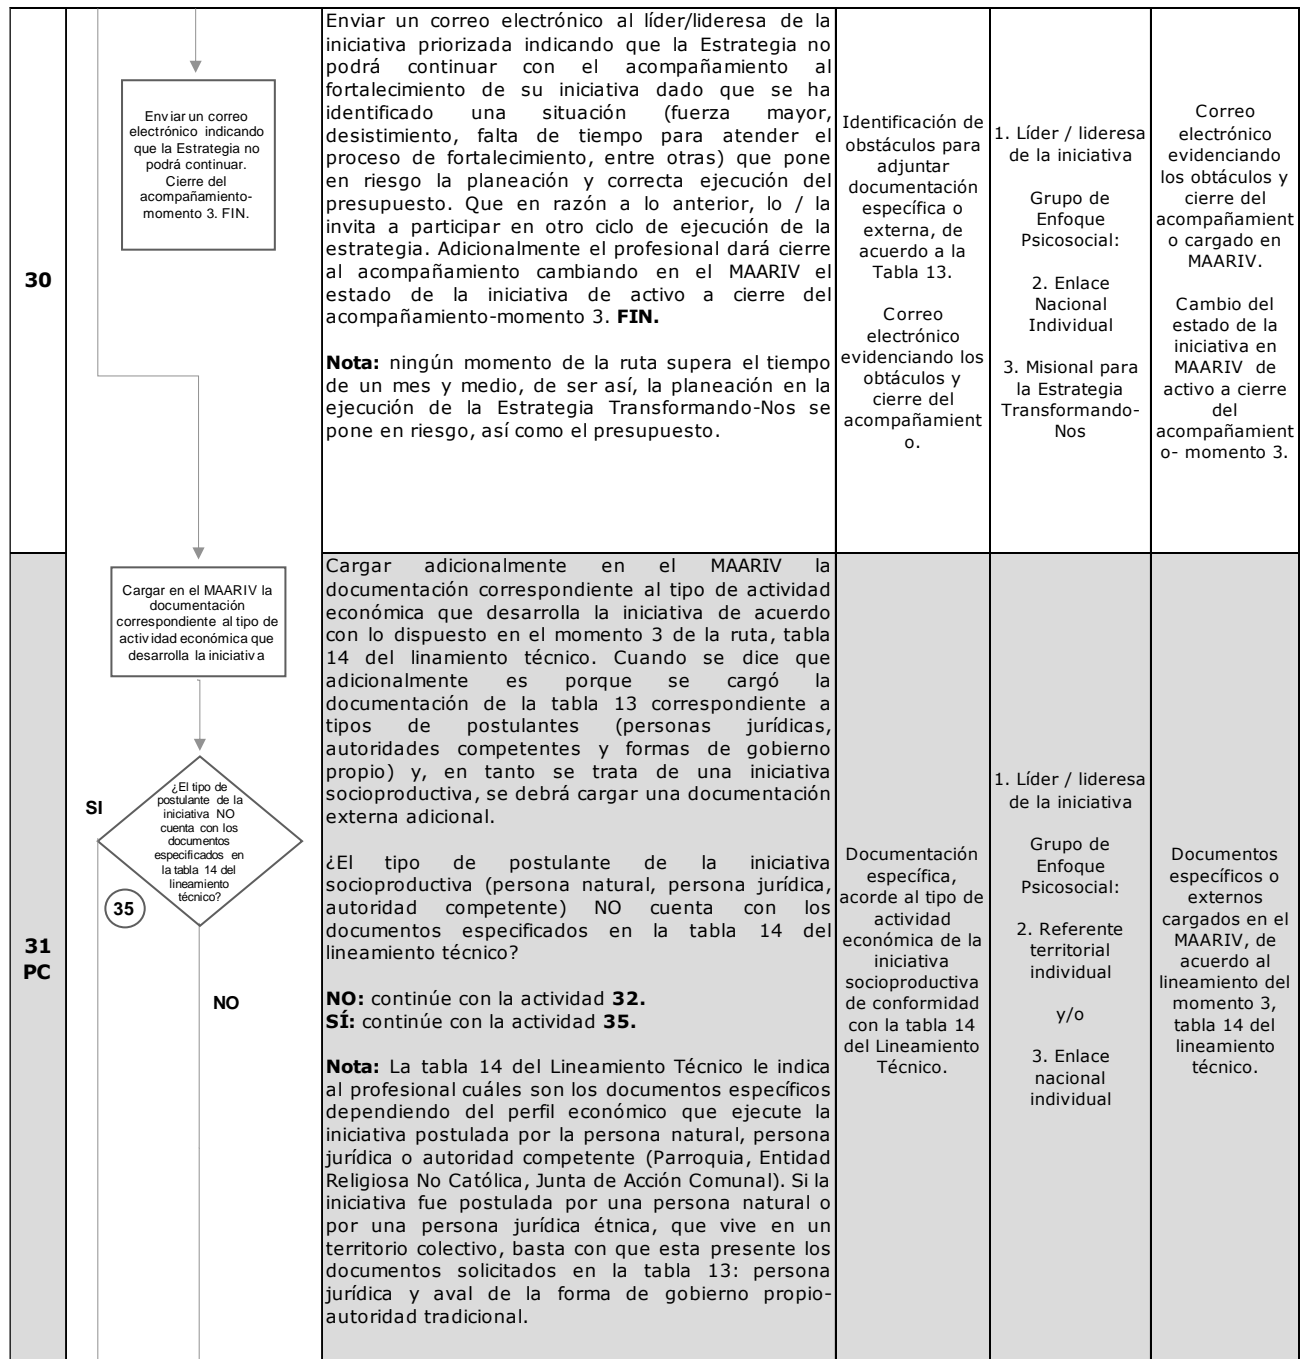 30
Enviar un correo
electrónico indicando
que la Estrategia no
podrá continuar.
Cierre del
acompañamiento-
momento 3. FIN.
Enviar un correo electrónico al líder/lideresa de la
iniciativa priorizada indicando que la Estrategia no
podrá continuar con el acompañamiento al
fortalecimiento de su iniciativa dado que se ha
identificado una situación (fuerza mayor,
desistimiento, falta de tiempo para atender el
proceso de fortalecimiento, entre otras) que pone
en riesgo la planeación y correcta ejecución del
presupuesto. Que en razón a lo anterior, lo / la
invita a participar en otro ciclo de ejecución de la
estrategia. Adicionalmente el profesional dará cierre
al acompañamiento cambiando en el MAARIV el
estado de la iniciativa de activo a cierre del
acompañamiento-momento 3. FIN.
Nota: ningún momento de la ruta supera el tiempo
de un mes y medio, de ser así, la planeación en la
ejecución de la Estrategia Transformando-Nos se
pone en riesgo, así como el presupuesto.
Identificación de
obstáculos para
adjuntar
documentación
específica o
externa, de
acuerdo a la
Tabla 13.
Correo
electrónico
evidenciando los
obtáculos y
cierre del
acompañamient
o.
1. Líder / lideresa
de la iniciativa
Grupo de
Enfoque
Psicosocial:
2. Enlace
Nacional
Individual
3. Misional para
la Estrategia
Transformando-
Nos
Correo
electrónico
evidenciando
los obtáculos y
cierre del
acompañamient
o cargado en
MAARIV.
Cambio del
estado de la
iniciativa en
MAARIV de
activo a cierre
del
acompañamient
o- momento 3.
31
PC
Cargar en el MAARIV la
documentación
correspondiente al tipo de
actividad económica que
desarrolla la iniciativa
¿El tipo de
postulante de la
iniciativa NO
cuenta con los
documentos
especificados en
la tabla 14 del
lineamiento
técnico?
SI
35
NO
Cargar adicionalmente en el MAARIV la
documentación correspondiente al tipo de actividad
económica que desarrolla la iniciativa de acuerdo
con lo dispuesto en el momento 3 de la ruta, tabla
14 del linamiento técnico. Cuando se dice que
adicionalmente es porque se cargó la
documentación de la tabla 13 correspondiente a
tipos de postulantes (personas jurídicas,
autoridades competentes y formas de gobierno
propio) y, en tanto se trata de una iniciativa
socioproductiva, se debrá cargar una documentación
externa adicional.
¿El tipo de postulante de la iniciativa
socioproductiva (persona natural, persona jurídica,
autoridad competente) NO cuenta con los
documentos especificados en la tabla 14 del
lineamiento técnico?
NO: continúe con la actividad 32.
SÍ: continúe con la actividad 35.
Nota: La tabla 14 del Lineamiento Técnico le indica
al profesional cuáles son los documentos específicos
dependiendo del perfil económico que ejecute la
iniciativa postulada por la persona natural, persona
jurídica o autoridad competente (Parroquia, Entidad
Religiosa No Católica, Junta de Acción Comunal). Si la
iniciativa fue postulada por una persona natural o
por una persona jurídica étnica, que vive en un
territorio colectivo, basta con que esta presente los
documentos solicitados en la tabla 13: persona
jurídica y aval de la forma de gobierno propio-
autoridad tradicional.
Documentación
específica,
acorde al tipo de
actividad
económica de la
iniciativa
socioproductiva
de conformidad
con la tabla 14
del Lineamiento
Técnico.
1. Líder / lideresa
de la iniciativa
Grupo de
Enfoque
Psicosocial:
2. Referente
territorial
individual
y/o
3. Enlace
nacional
individual
Documentos
específicos o
externos
cargados en el
MAARIV, de
acuerdo al
lineamiento del
momento 3,
tabla 14 del
lineamiento
técnico.